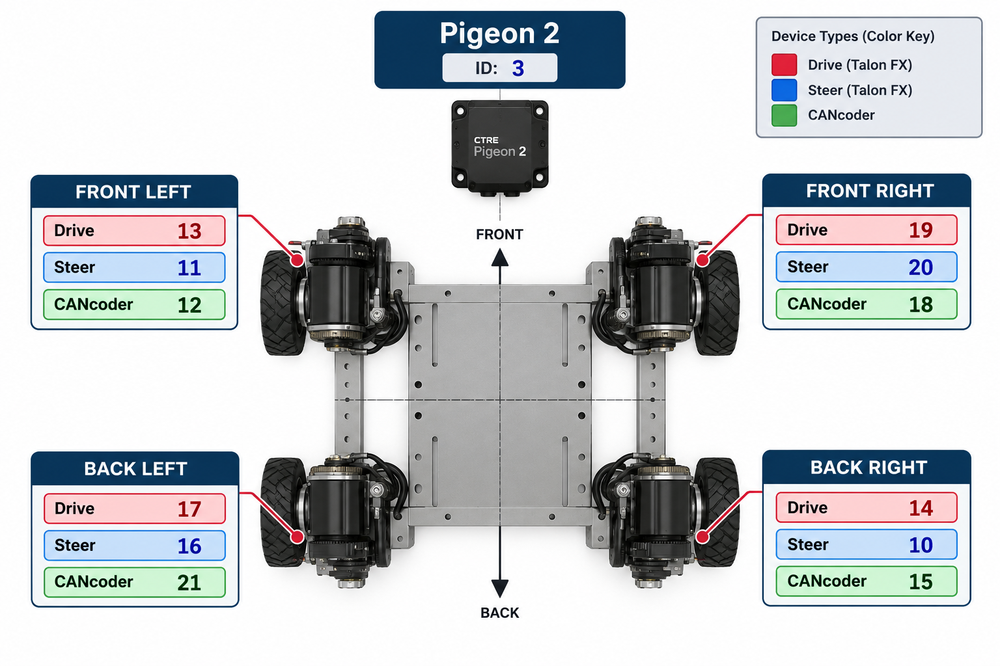 Pigeon 2
ID: 3
Device Types (Color Key)
Drive (Talon FX)
Steer (Talon FX)
CANcoder
CTRE
Pigeon 2
FRONT LEFT
Drive 13
Steer 11
CANcoder 12
FRONT
FRONT RIGHT
Drive 19
Steer 20
CANcoder 18
BACK LEFT
Drive 17
Steer 16
CANcoder 21
BACK RIGHT
Drive 14
Steer 10
CANcoder 15
BACK